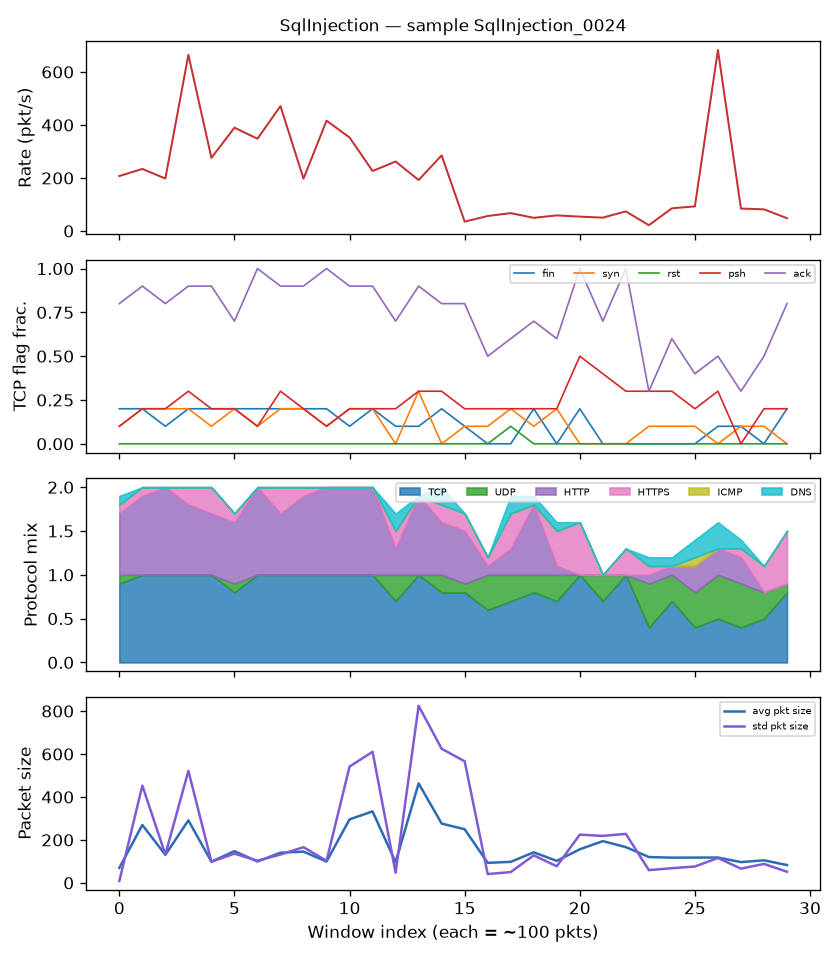 SqlInjection — sample SqlInjection_0024
Rate (pkt/s)
600
400
200
0
TCP flag frac.
1.00
0.75
0.50
0.25
0.00
fin syn rst psh ack
Protocol mix
2.0
1.5
1.0
0.5
0.0
TCP UDP HTTP HTTPS ICMP DNS
Packet size
800
600
400
200
0
avg pkt size
std pkt size
0 5 10 15 20 25 30
Window index (each = ~100 pkts)